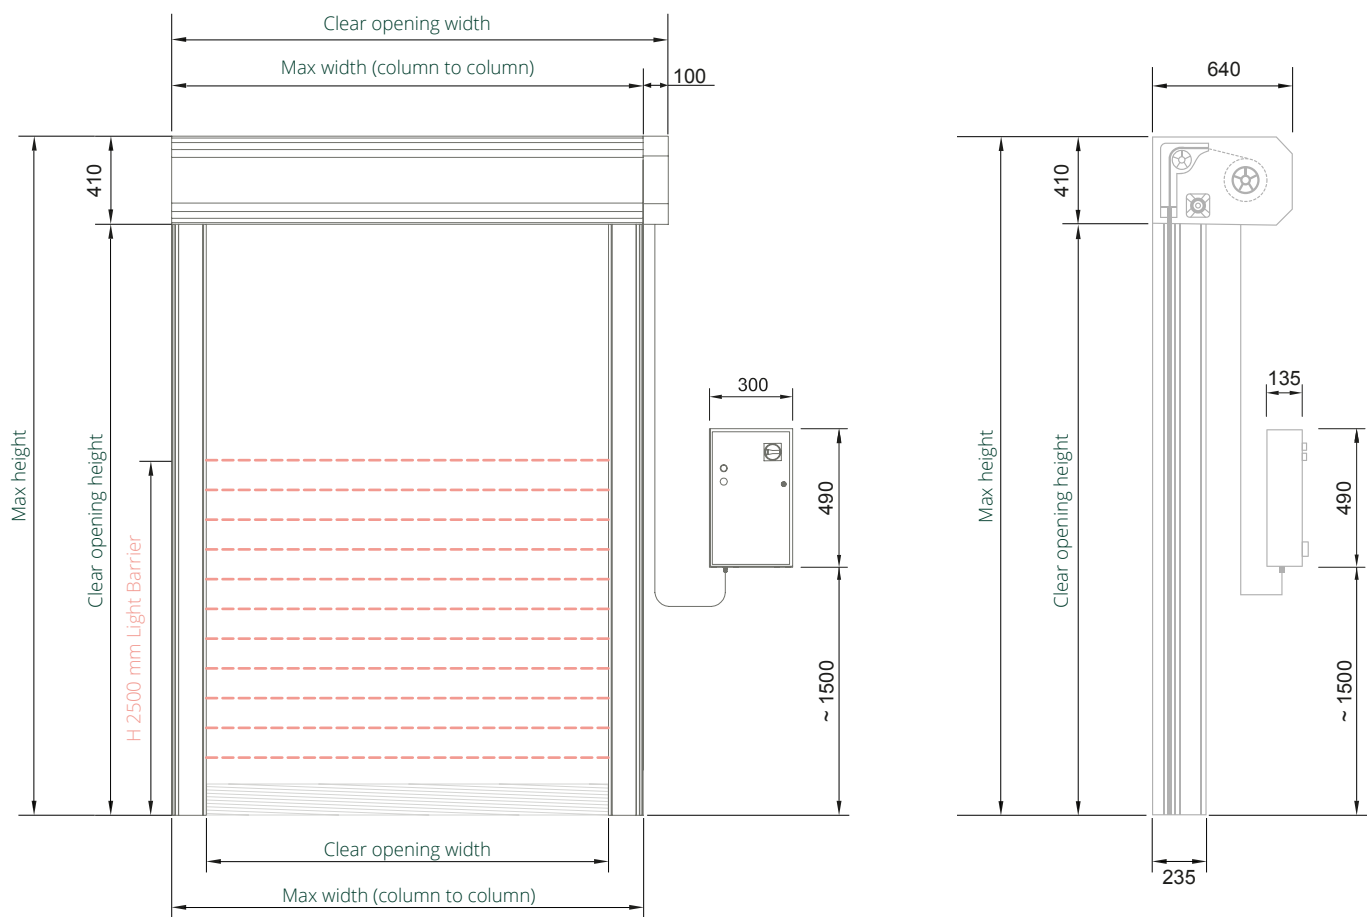 Clear opening width
Max width (column to column)
100
640
410
410
300
135
Max height
Clear opening height
H 2500 mm Light Barrier
490
~ 1500
Max height
Clear opening height
490
~ 1500
Clear opening width
Max width (column to column)
235